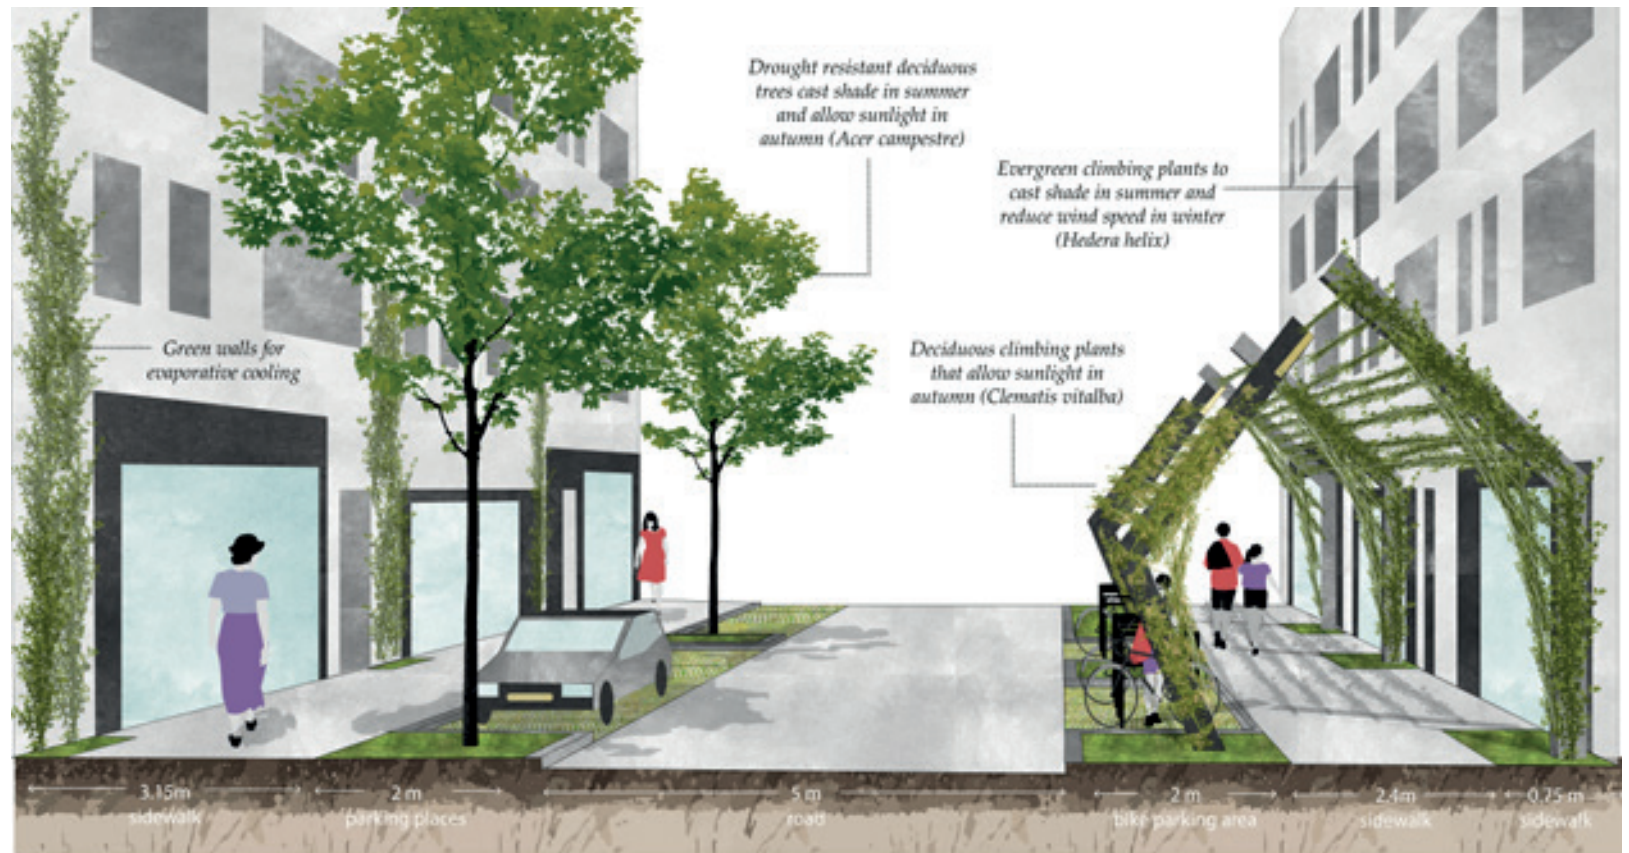 Drought resistant deciduous
trees cast shade in summer
and allow sunlight in
autumn (Acer campestre)
Evergreen climbing plants to
cast shade in summer and
reduce wind speed in winter
(Hedera helix)
Green walls for
evaporative cooling
Deciduous climbing plants
that allow sunlight in
autumn (Clematis vitalba)
3.15m
sidewalk
2 m
parking places
5 m
road
2 m
bike parking area
2.4m
sidewalk
0.75 m
sidewalk